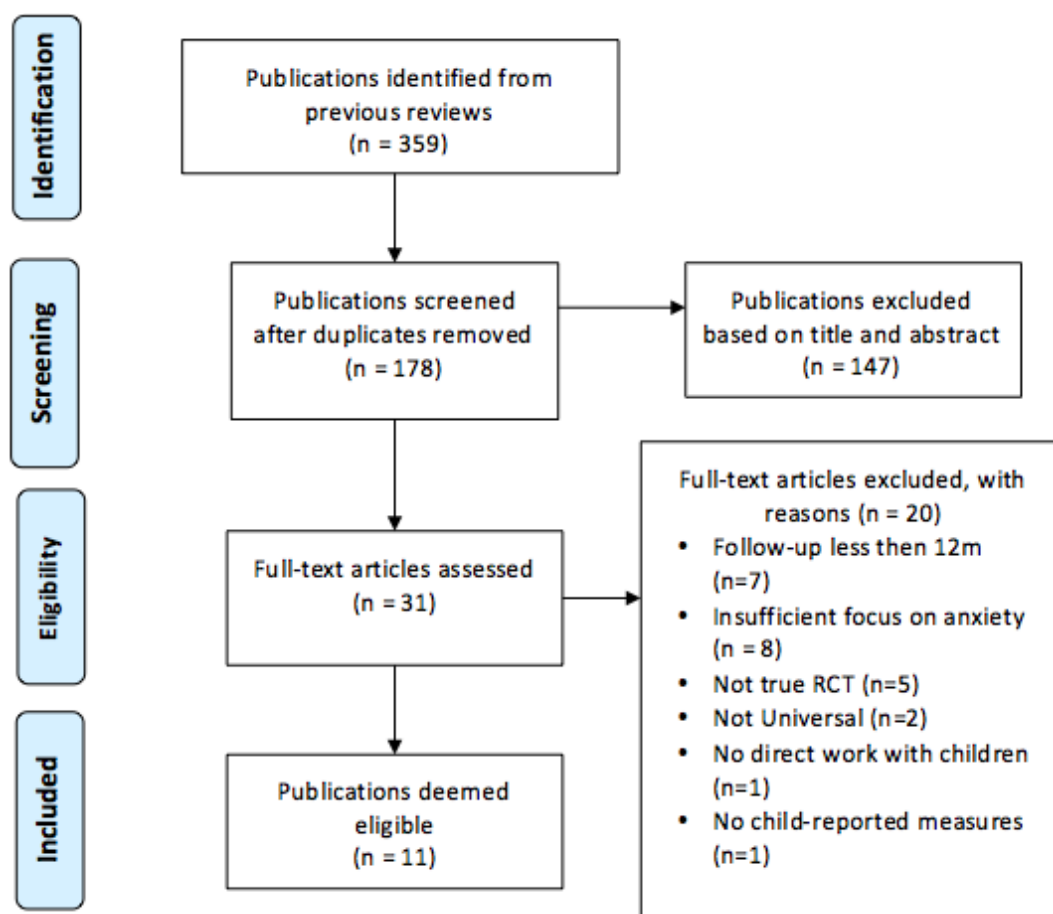 Identification
Publications identified from
previous reviews
(n = 359)
Screening
Publications screened
after duplicates removed
(n = 178)
Publications excluded
based on title and abstract
(n = 147)
Eligibility
Full-text articles assessed
(n = 31)
Full-text articles excluded, with
reasons (n = 20)
• Follow-up less then 12m
(n=7)
• Insufficient focus on anxiety
(n = 8)
• Not true RCT (n=5)
• Not Universal (n=2)
• No direct work with children
(n=1)
• No child-reported measures
(n=1)
Included
Publications deemed
eligible
(n = 11)